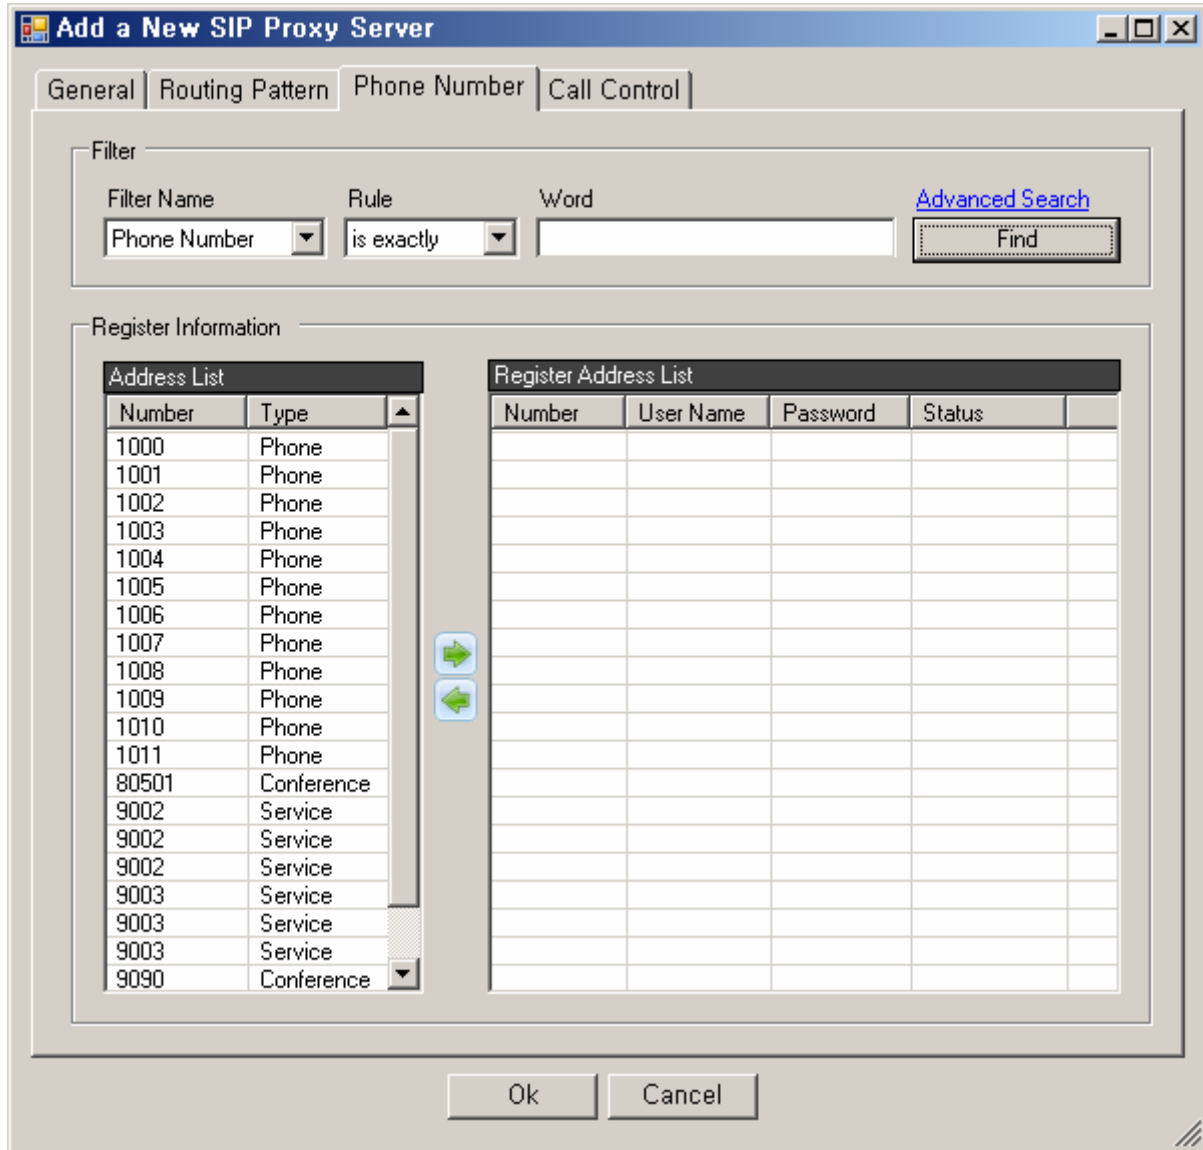 Add a New SIP Proxy Server
General Routing Pattern Phone Number Call Control
Filter
Filter Name Rule Word Advanced Search
Phone Number is exactly Find
Register Information
Address List Register Address List
Number Type Number User Name Password Status
1000 Phone
1001 Phone
1002 Phone
1003 Phone
1004 Phone
1005 Phone
1006 Phone
1007 Phone
1008 Phone
1009 Phone
1010 Phone
1011 Phone
80501 Conference
9002 Service
9002 Service
9002 Service
9003 Service
9003 Service
9003 Service
9090 Conference
Ok Cancel